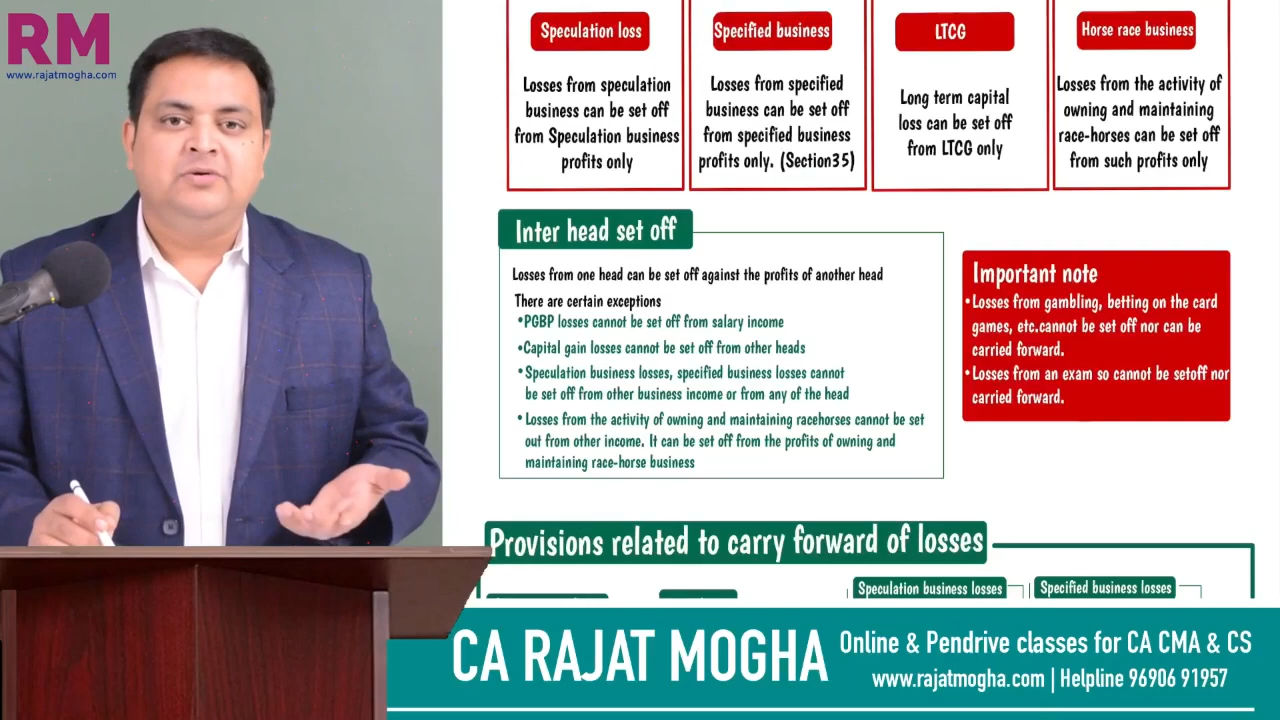 RM
www.rajatmogha.com
Speculation loss
Losses from speculation
business can be set off
from Speculation business
profits only
Specified business
Losses from specified
business can be set off
from specified business
profits only. (Section35)
LTCG
Long term capital
loss can be set off
from LTCG only
Horse race business
Losses from the activity of
owning and maintaining
race-horses can be set off
from such profits only
Inter head set off
Losses from one head can be set off against the profits of another head
There are certain exceptions
•PGBP losses cannot be set off from salary income
•Capital gain losses cannot be set off from other heads
•Speculation business losses, specified business losses cannot
be set off from other business income or from any of the head
•Losses from the activity of owning and maintaining racehorses cannot be set
out from other income. It can be set off from the profits of owning and
maintaining race-horse business
Important note
•Losses from gambling, betting on the card
games, etc.cannot be set off nor can be
carried forward.
•Losses from an exam so cannot be setoff nor
carried forward.
Provisions related to carry forward of losses
Speculation business losses
Specified business losses
CA RAJAT MOGHA
Online & Pendrive classes for CA CMA & CS
www.rajatmogha.com | Helpline 96906 91957